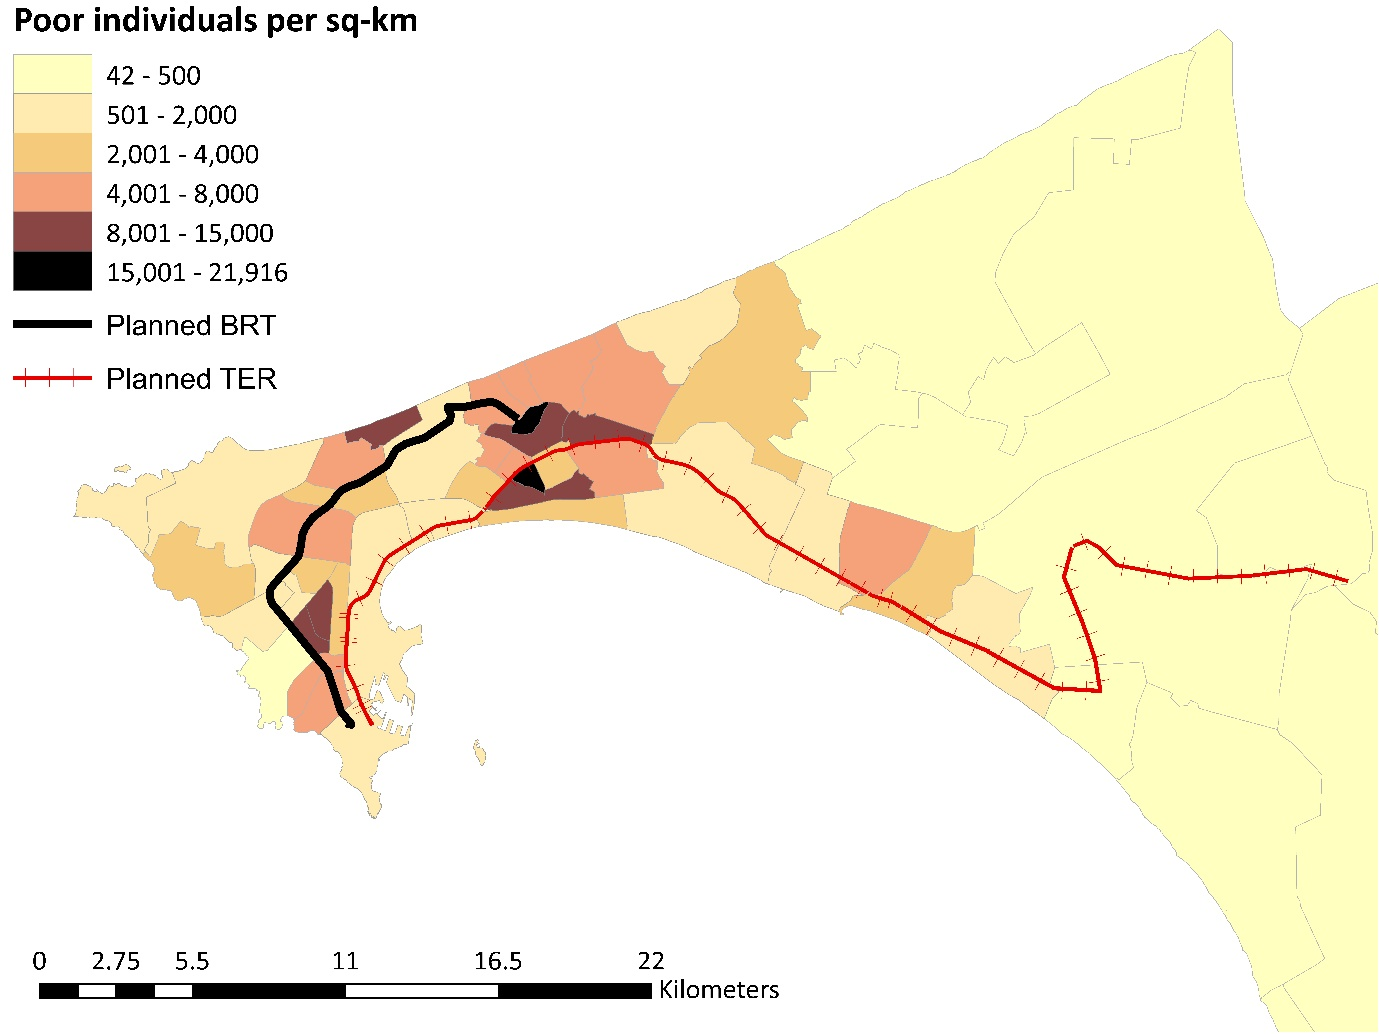 Poor individuals per sq-km
42 - 500
501 - 2,000
2,001 - 4,000
4,001 - 8,000
8,001 - 15,000
15,001 - 21,916
Planned BRT
Planned TER
0 2.75 5.5 11 16.5 22
Kilometers